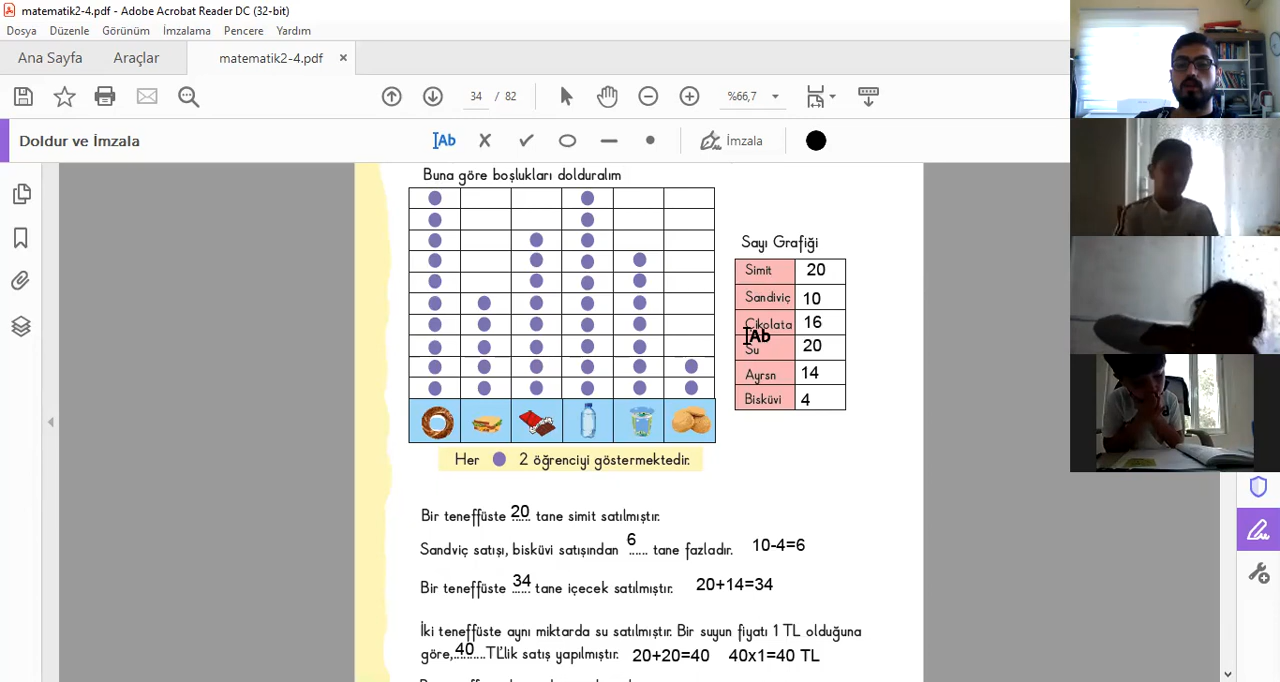 matematik2-4.pdf - Adobe Acrobat Reader DC (32-bit)
Dosya Düzenle Görünüm İmzalama Pencere Yardım
Ana Sayfa Araçlar matematik2-4.pdf ×
34 / 82 %66,7
Doldur ve İmzala Ab İmzala
Buna göre boşlukları dolduralım
Sayı Grafiği
Simit 20
Sandiviç 10
Çikolata 16
Ab
Su 20
Ayrsn 14
Bisküvi 4
Her 2 öğrenciyi göstermektedir.
Bir teneffüste 20 ...... tane simit satılmıştır.
Sandviç satışı, bisküvi satışından 6 ...... tane fazladır. 10-4=6
Bir teneffüste 34 ...... tane içecek satılmıştır. 20+14=34
İki teneffüste aynı miktarda su satılmıştır. Bir suyun fiyatı 1 TL olduğuna
göre, 40 .......... TL'lik satış yapılmıştır. 20+20=40 40x1=40 TL